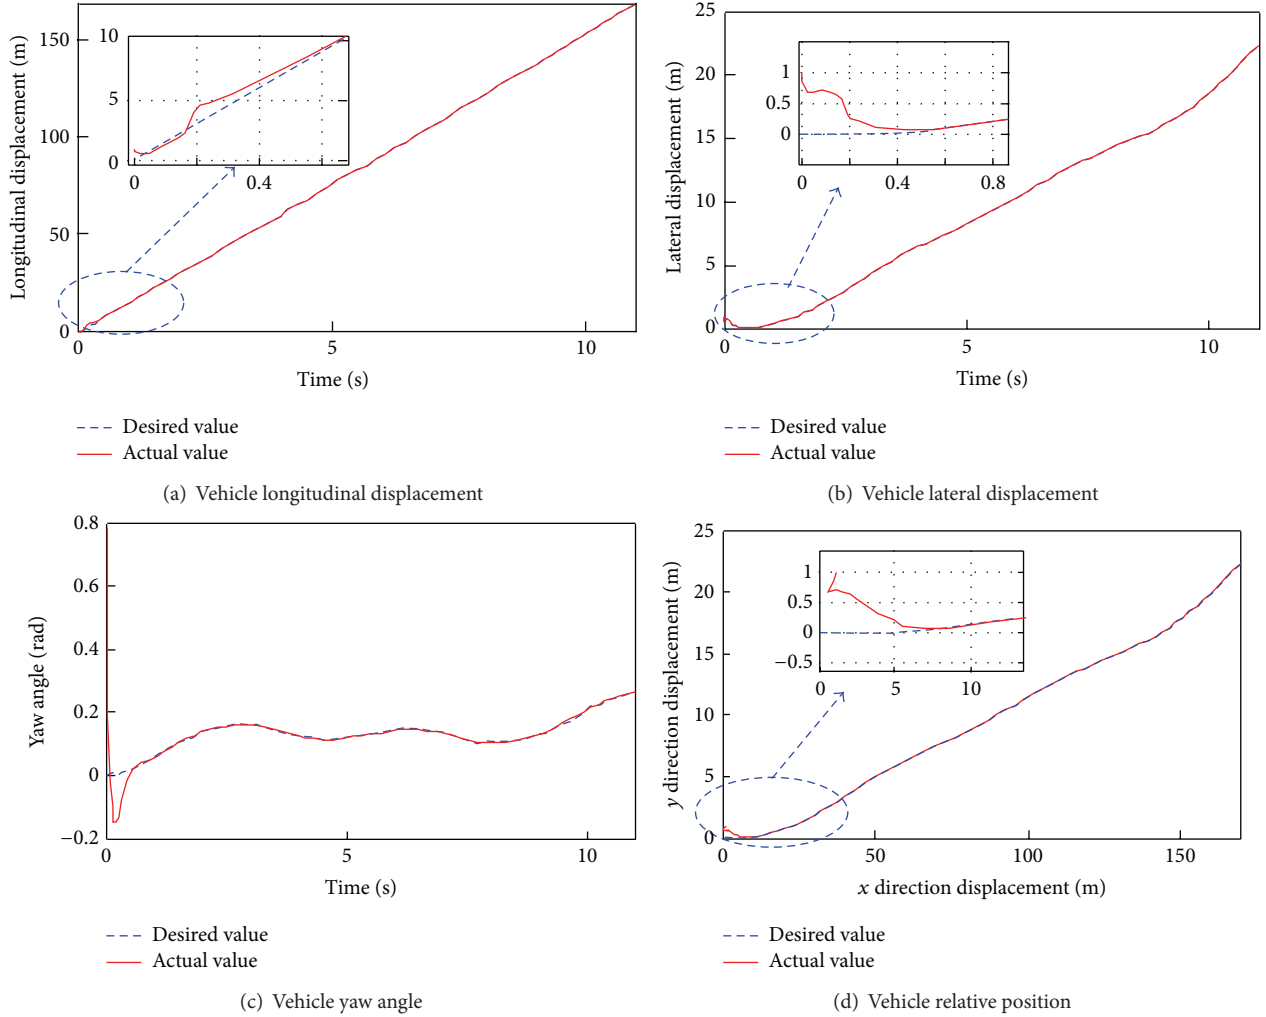 Longitudinal displacement (m)
150
100
50
0
0
5
10
Time (s)
10
5
0
0
0.4
Desired value
Actual value
(a) Vehicle longitudinal displacement
Lateral displacement (m)
25
20
15
10
5
0
0
5
10
Time (s)
1
0.5
0
0
0.4
0.8
Desired value
Actual value
(b) Vehicle lateral displacement
Yaw angle (rad)
0.8
0.6
0.4
0.2
0
−0.2
0
5
10
Time (s)
Desired value
Actual value
(c) Vehicle yaw angle
y direction displacement (m)
25
20
15
10
5
0
0
50
100
150
x direction displacement (m)
1
0.5
0
−0.5
0
5
10
Desired value
Actual value
(d) Vehicle relative position